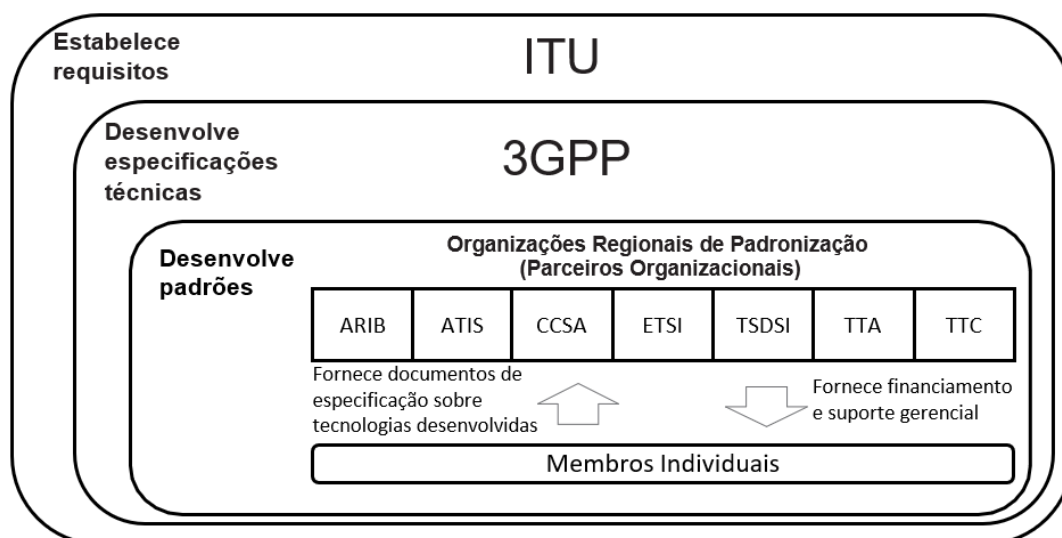 Estabelece
requisitos
ITU
Desenvolve
especificações
técnicas
3GPP
Desenvolve
padrões
Organizações Regionais de Padronização
(Parceiros Organizacionais)
ARIB
ATIS
CCSA
ETSI
TSDSI
TTA
TTC
Fornece documentos de
especificação sobre
tecnologias desenvolvidas
Fornece financiamento
e suporte gerencial
Membros Individuais